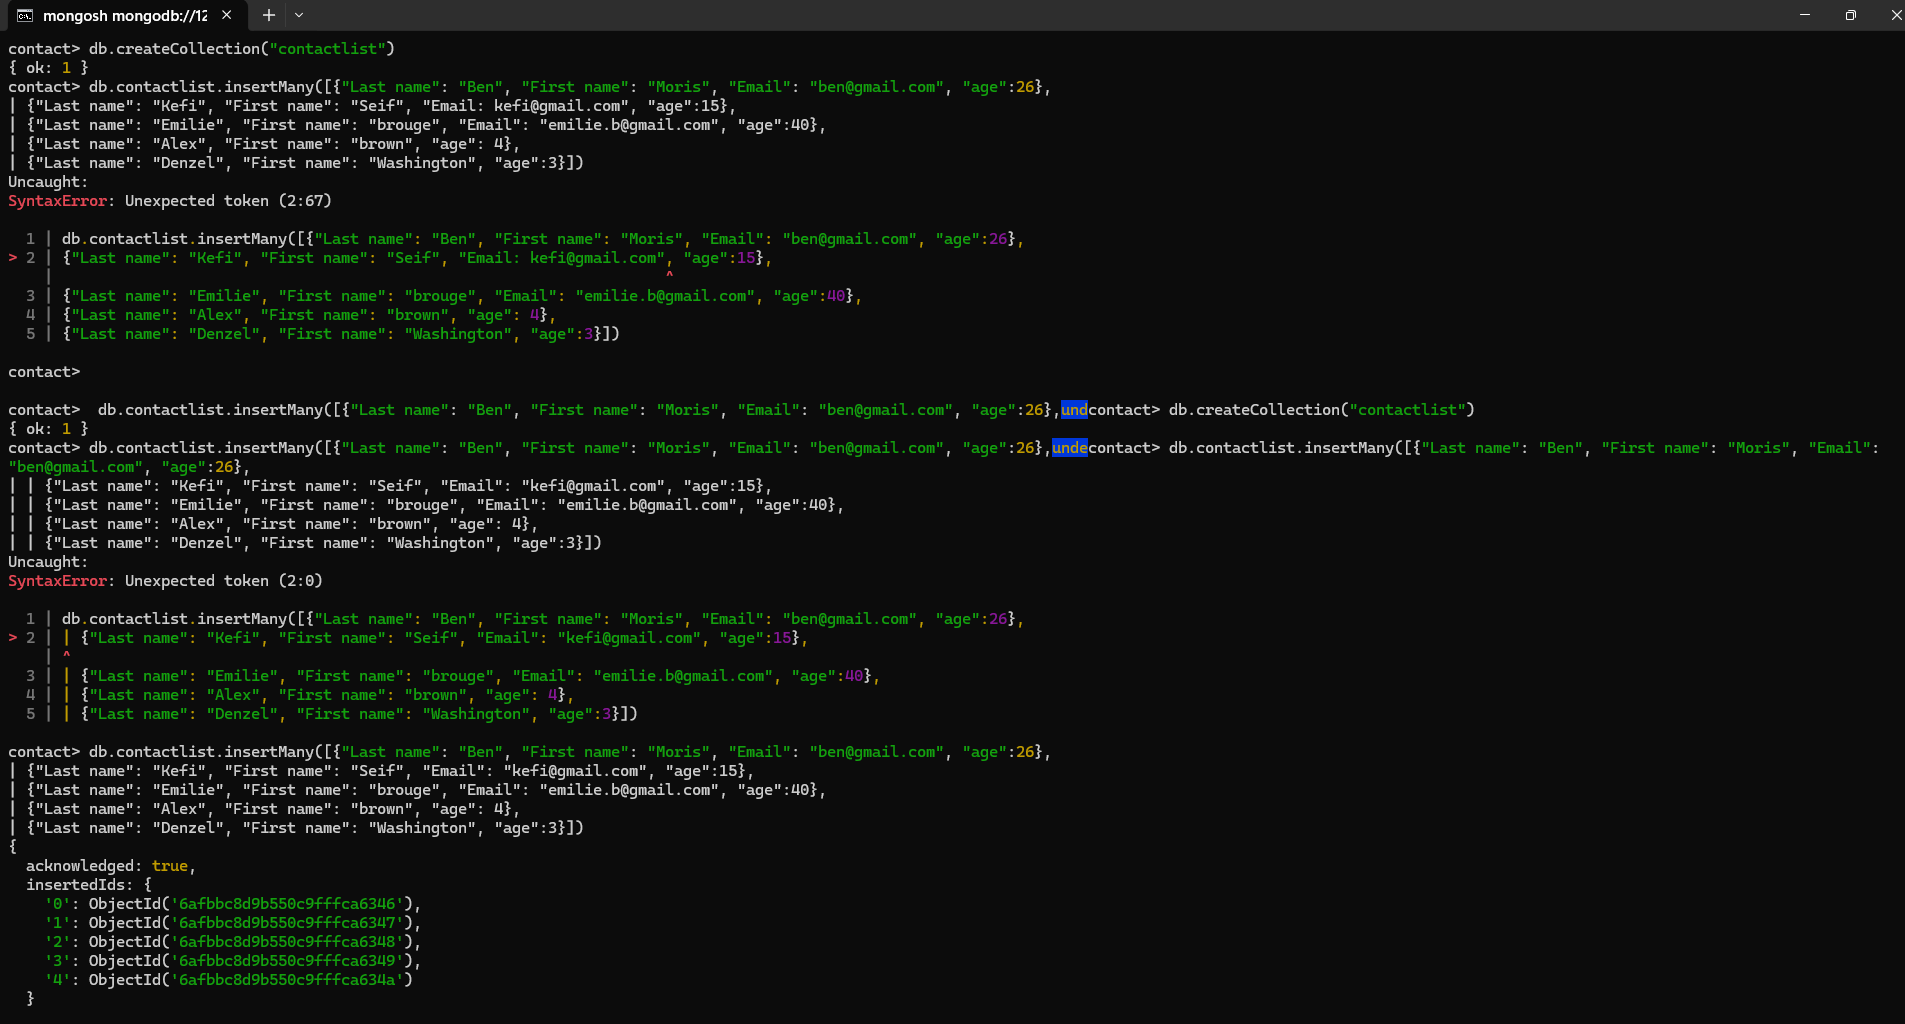 mongosh mongodb://12
contact> db.createCollection("contactlist")
{ ok: 1 }
contact> db.contactlist.insertMany([{"Last name": "Ben", "First name": "Moris", "Email": "ben@gmail.com", "age":26},
| {"Last name": "Kefi", "First name": "Seif", "Email: kefi@gmail.com", "age":15},
| {"Last name": "Emilie", "First name": "brouge", "Email": "emilie.b@gmail.com", "age":40},
| {"Last name": "Alex", "First name": "brown", "age": 4},
| {"Last name": "Denzel", "First name": "Washington", "age":3}])
Uncaught:
SyntaxError: Unexpected token (2:67)
1 | db.contactlist.insertMany([{"Last name": "Ben", "First name": "Moris", "Email": "ben@gmail.com", "age":26},
> 2 | {"Last name": "Kefi", "First name": "Seif", "Email: kefi@gmail.com", "age":15},
| ^
3 | {"Last name": "Emilie", "First name": "brouge", "Email": "emilie.b@gmail.com", "age":40},
4 | {"Last name": "Alex", "First name": "brown", "age": 4},
5 | {"Last name": "Denzel", "First name": "Washington", "age":3}])
contact>
contact>  db.contactlist.insertMany([{"Last name": "Ben", "First name": "Moris", "Email": "ben@gmail.com", "age":26},undcontact> db.createCollection("contactlist")
{ ok: 1 }
contact> db.contactlist.insertMany([{"Last name": "Ben", "First name": "Moris", "Email": "ben@gmail.com", "age":26},undecontact> db.contactlist.insertMany([{"Last name": "Ben", "First name": "Moris", "Email":
"ben@gmail.com", "age":26},
| | {"Last name": "Kefi", "First name": "Seif", "Email": "kefi@gmail.com", "age":15},
| | {"Last name": "Emilie", "First name": "brouge", "Email": "emilie.b@gmail.com", "age":40},
| | {"Last name": "Alex", "First name": "brown", "age": 4},
| | {"Last name": "Denzel", "First name": "Washington", "age":3}])
Uncaught:
SyntaxError: Unexpected token (2:0)
1 | db.contactlist.insertMany([{"Last name": "Ben", "First name": "Moris", "Email": "ben@gmail.com", "age":26},
> 2 | | {"Last name": "Kefi", "First name": "Seif", "Email": "kefi@gmail.com", "age":15},
| ^
3 | | {"Last name": "Emilie", "First name": "brouge", "Email": "emilie.b@gmail.com", "age":40},
4 | | {"Last name": "Alex", "First name": "brown", "age": 4},
5 | | {"Last name": "Denzel", "First name": "Washington", "age":3}])
contact> db.contactlist.insertMany([{"Last name": "Ben", "First name": "Moris", "Email": "ben@gmail.com", "age":26},
| {"Last name": "Kefi", "First name": "Seif", "Email": "kefi@gmail.com", "age":15},
| {"Last name": "Emilie", "First name": "brouge", "Email": "emilie.b@gmail.com", "age":40},
| {"Last name": "Alex", "First name": "brown", "age": 4},
| {"Last name": "Denzel", "First name": "Washington", "age":3}])
{
acknowledged: true,
insertedIds: {
'0': ObjectId('6afbbc8d9b550c9fffca6346'),
'1': ObjectId('6afbbc8d9b550c9fffca6347'),
'2': ObjectId('6afbbc8d9b550c9fffca6348'),
'3': ObjectId('6afbbc8d9b550c9fffca6349'),
'4': ObjectId('6afbbc8d9b550c9fffca634a')
}